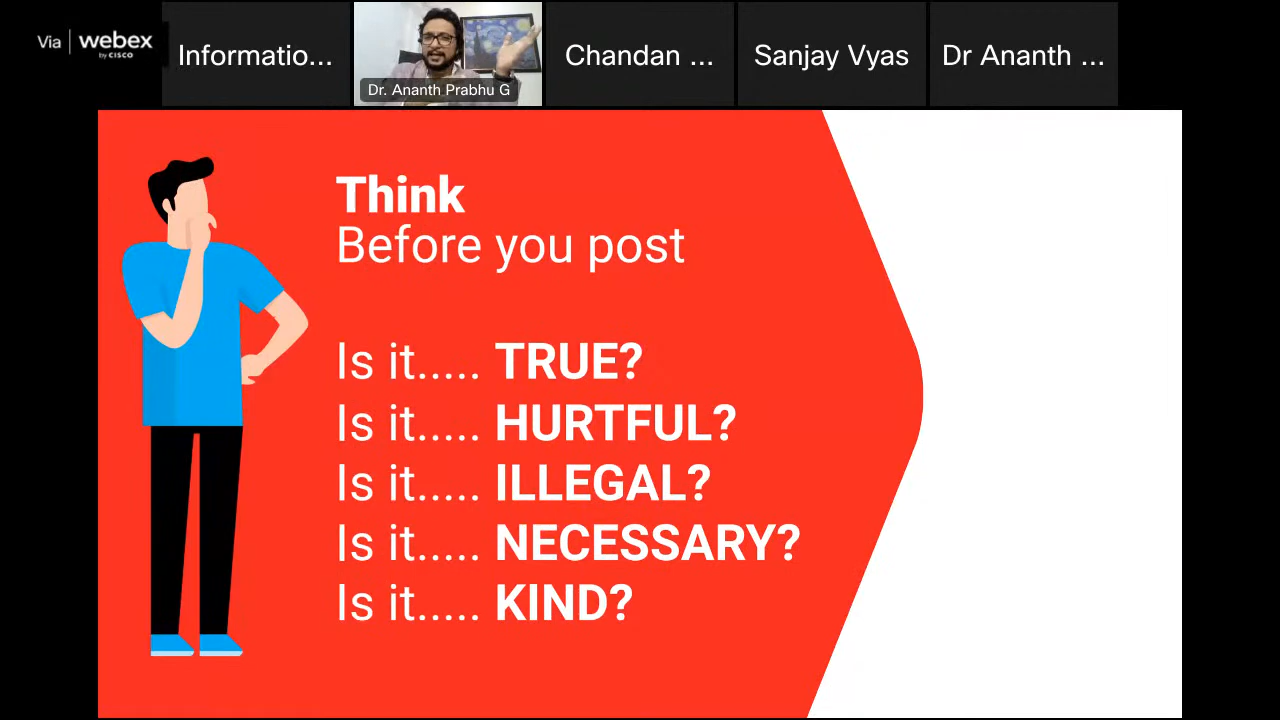 Via | webex
by CISCO
Informatio...
Dr. Ananth Prabhu G
Chandan ...
Sanjay Vyas
Dr Ananth ...
Think
Before you post
Is it..... TRUE?
Is it..... HURTFUL?
Is it..... ILLEGAL?
Is it..... NECESSARY?
Is it..... KIND?